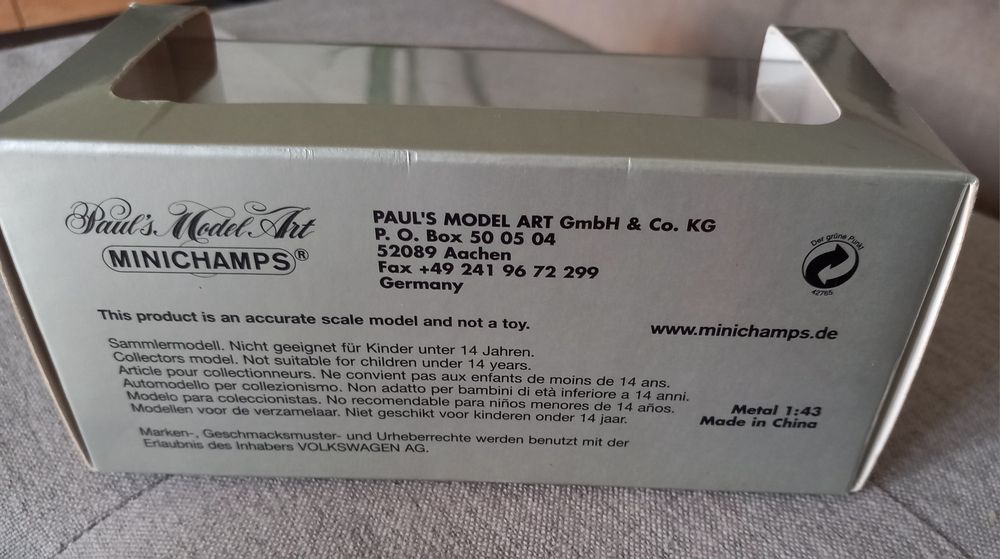 Paul's Model Art
MINICHAMPS®
PAUL'S MODEL ART GmbH & Co. KG
P. O. Box 50 05 04
52089 Aachen
Fax +49 241 96 72 299
Germany
Der grüne Punkt
42765
This product is an accurate scale model and not a toy.
www.minichamps.de
Sammlermodell. Nicht geeignet für Kinder unter 14 Jahren.
Collectors model. Not suitable for children under 14 years.
Article pour collectionneurs. Ne convient pas aux enfants de moins de 14 ans.
Automodello per collezionismo. Non adatto per bambini di età inferiore a 14 anni.
Modelo para coleccionistas. No recomendable para niños menores de 14 años.
Modellen voor de verzamelaar. Niet geschikt voor kinderen onder 14 jaar.
Metal 1:43
Made in China
Marken-, Geschmacksmuster- und Urheberrechte werden benutzt mit der
Erlaubnis des Inhabers VOLKSWAGEN AG.